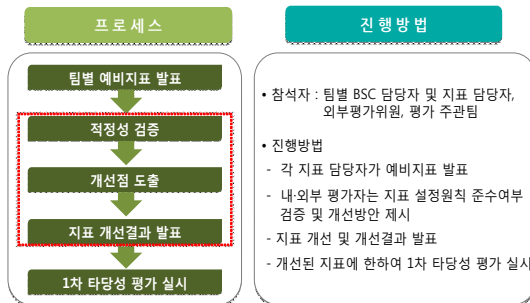 프로세스
팀별 예비지표 발표
적정성 검증
개선점 도출
지표 개선결과 발표
1차 타당성 평가 실시
진행방법
• 참석자 : 팀별 BSC 담당자 및 지표 담당자,
외부평가위원, 평가 주관팀
• 진행방법
- 각 지표 담당자가 예비지표 발표
- 내·외부 평가자는 지표 설정원칙 준수여부
검증 및 개선방안 제시
- 지표 개선 및 개선결과 발표
- 개선된 지표에 한하여 1차 타당성 평가 실시